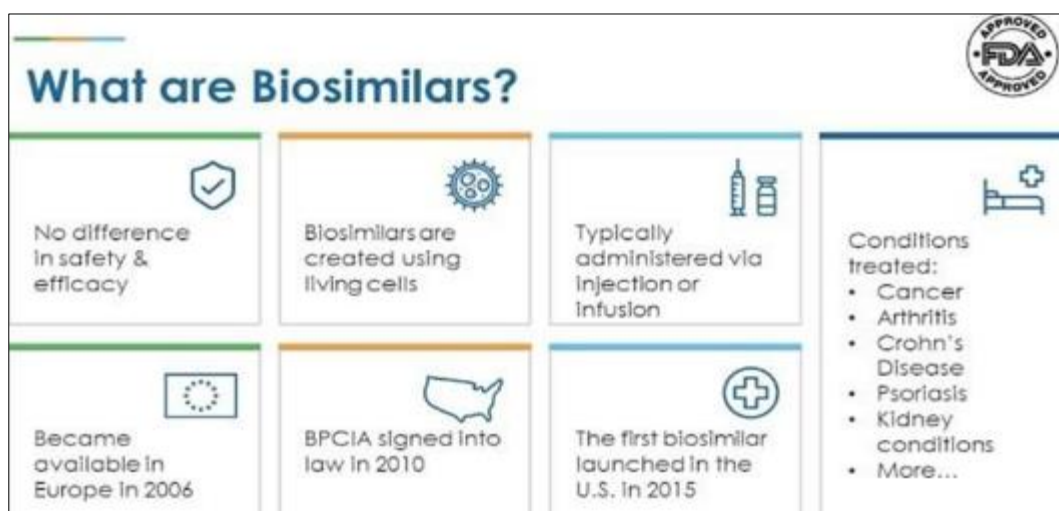 APPROVED
FDA
APPROVED
What are Biosimilars?
No difference
in safety &
efficacy
Biosimilars are
created using
living cells
Typically
administered via
injection or
infusion
Conditions
treated:
• Cancer
• Arthritis
• Crohn's
Disease
• Psoriasis
• Kidney
conditions
• More...
Became
available in
Europe in 2006
BPCIA signed into
law in 2010
The first biosimilar
launched in the
U.S. in 2015